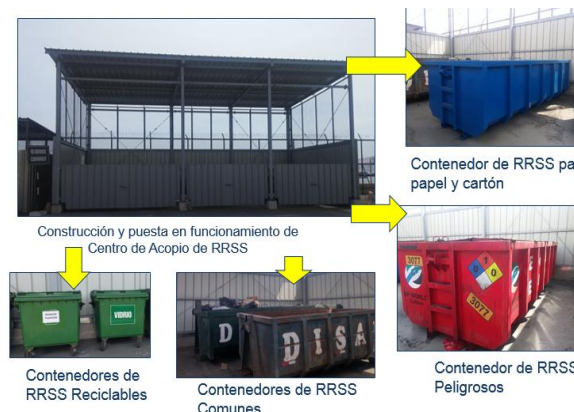 Contenedor de RRSS pa
papel y cartón
Construcción y puesta en funcionamiento de
Centro de Acopio de RRSS
3077
3077
VIDRIO
D
DISA
Contenedores de
RRSS Reciclables
Contenedores de RRSS
Comunes
Contenedor de RRSS
Peligrosos